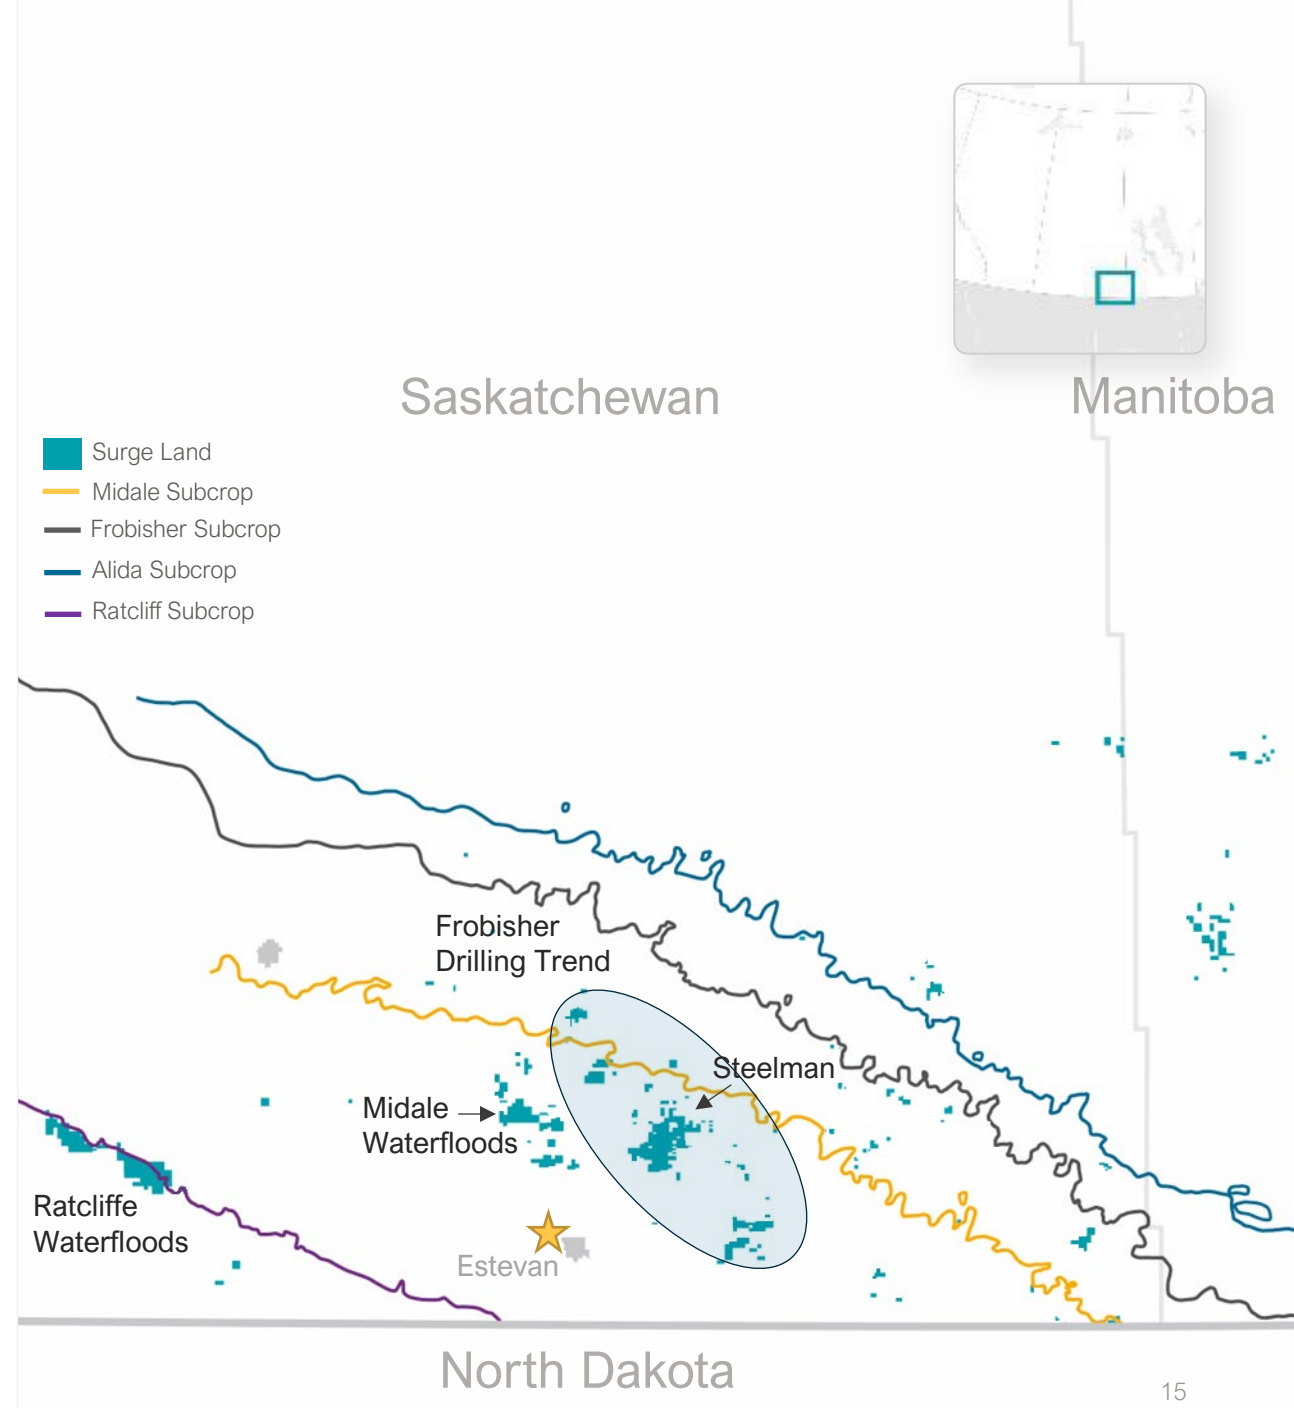 Saskatchewan
Manitoba
Surge Land
Midale Subcrop
Frobisher Subcrop
Alida Subcrop
Ratcliff Subcrop
Frobisher
Drilling Trend
Steelman
Midale
Waterfloods
Ratcliffe
Waterfloods
Estevan
North Dakota
15